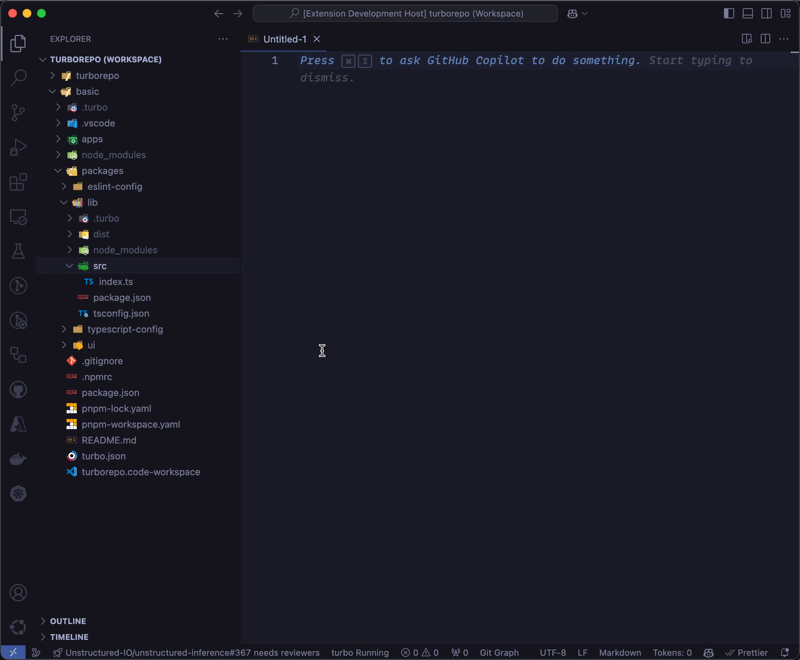 [Extension Development Host] turborepo (Workspace)
EXPLORER
Untitled-1
TURBOREPO (WORKSPACE)
turborepo
basic
.turbo
.vscode
apps
node_modules
packages
eslint-config
lib
.turbo
dist
node_modules
src
TS index.ts
package.json
TS tsconfig.json
typescript-config
ui
.gitignore
.npmrc
package.json
pnpm-lock.yaml
pnpm-workspace.yaml
README.md
turbo.json
turborepo.code-workspace
OUTLINE
TIMELINE
1 Press ⌘ I to ask GitHub Copilot to do something. Start typing to
dismiss.
Unstructured-IO/unstructured-inference#367 needs reviewers turbo Running 0 0 0 Git Graph UTF-8 LF Markdown Tokens: 0 Prettier